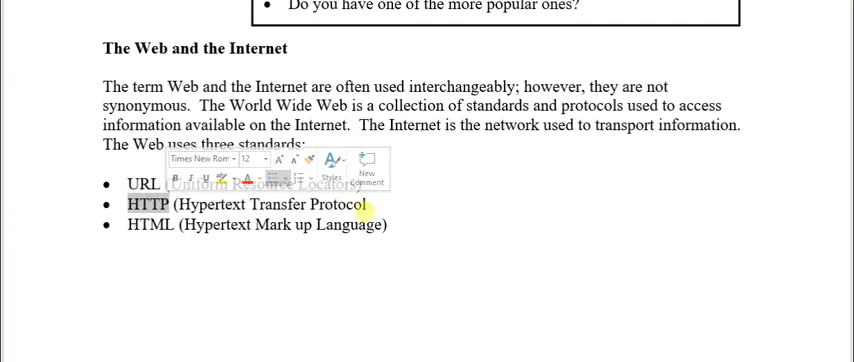 • Do you have one of the more popular ones?
The Web and the Internet
The term Web and the Internet are often used interchangeably; however, they are not
synonymous. The World Wide Web is a collection of standards and protocols used to access
information available on the Internet. The Internet is the network used to transport information.
The Web uses three standards:
Times New Rom 12 A A A
B I U ab A Styles New Comment
• URL (Uniform Resource Locators)
• HTTP (Hypertext Transfer Protocol
• HTML (Hypertext Mark up Language)